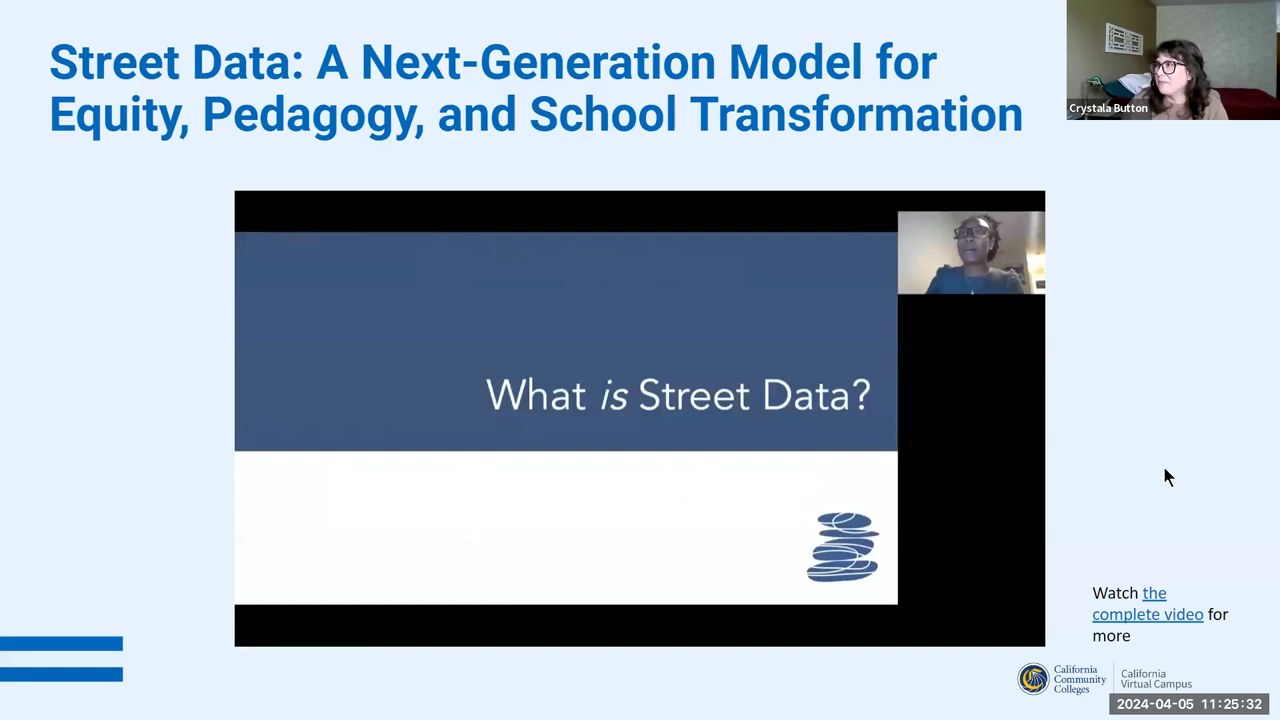 Street Data: A Next-Generation Model for
Equity, Pedagogy, and School Transformation
Crystala Button
What is Street Data?
Watch the
complete video for
more
California
Community
Colleges
California
Virtual Campus
2024-04-05 11:25:32